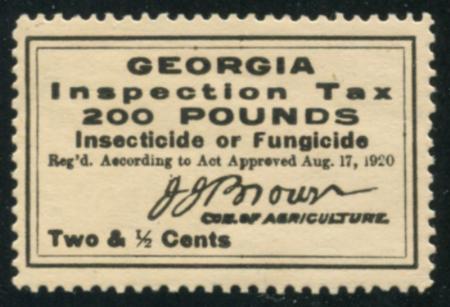 GEORGIA
Inspection Tax
200 POUNDS
Insecticide or Fungicide
Reg'd. According to Act Approved Aug. 17, 1920
J J Brown
COM. OF AGRICULTURE.
Two & ½ Cents